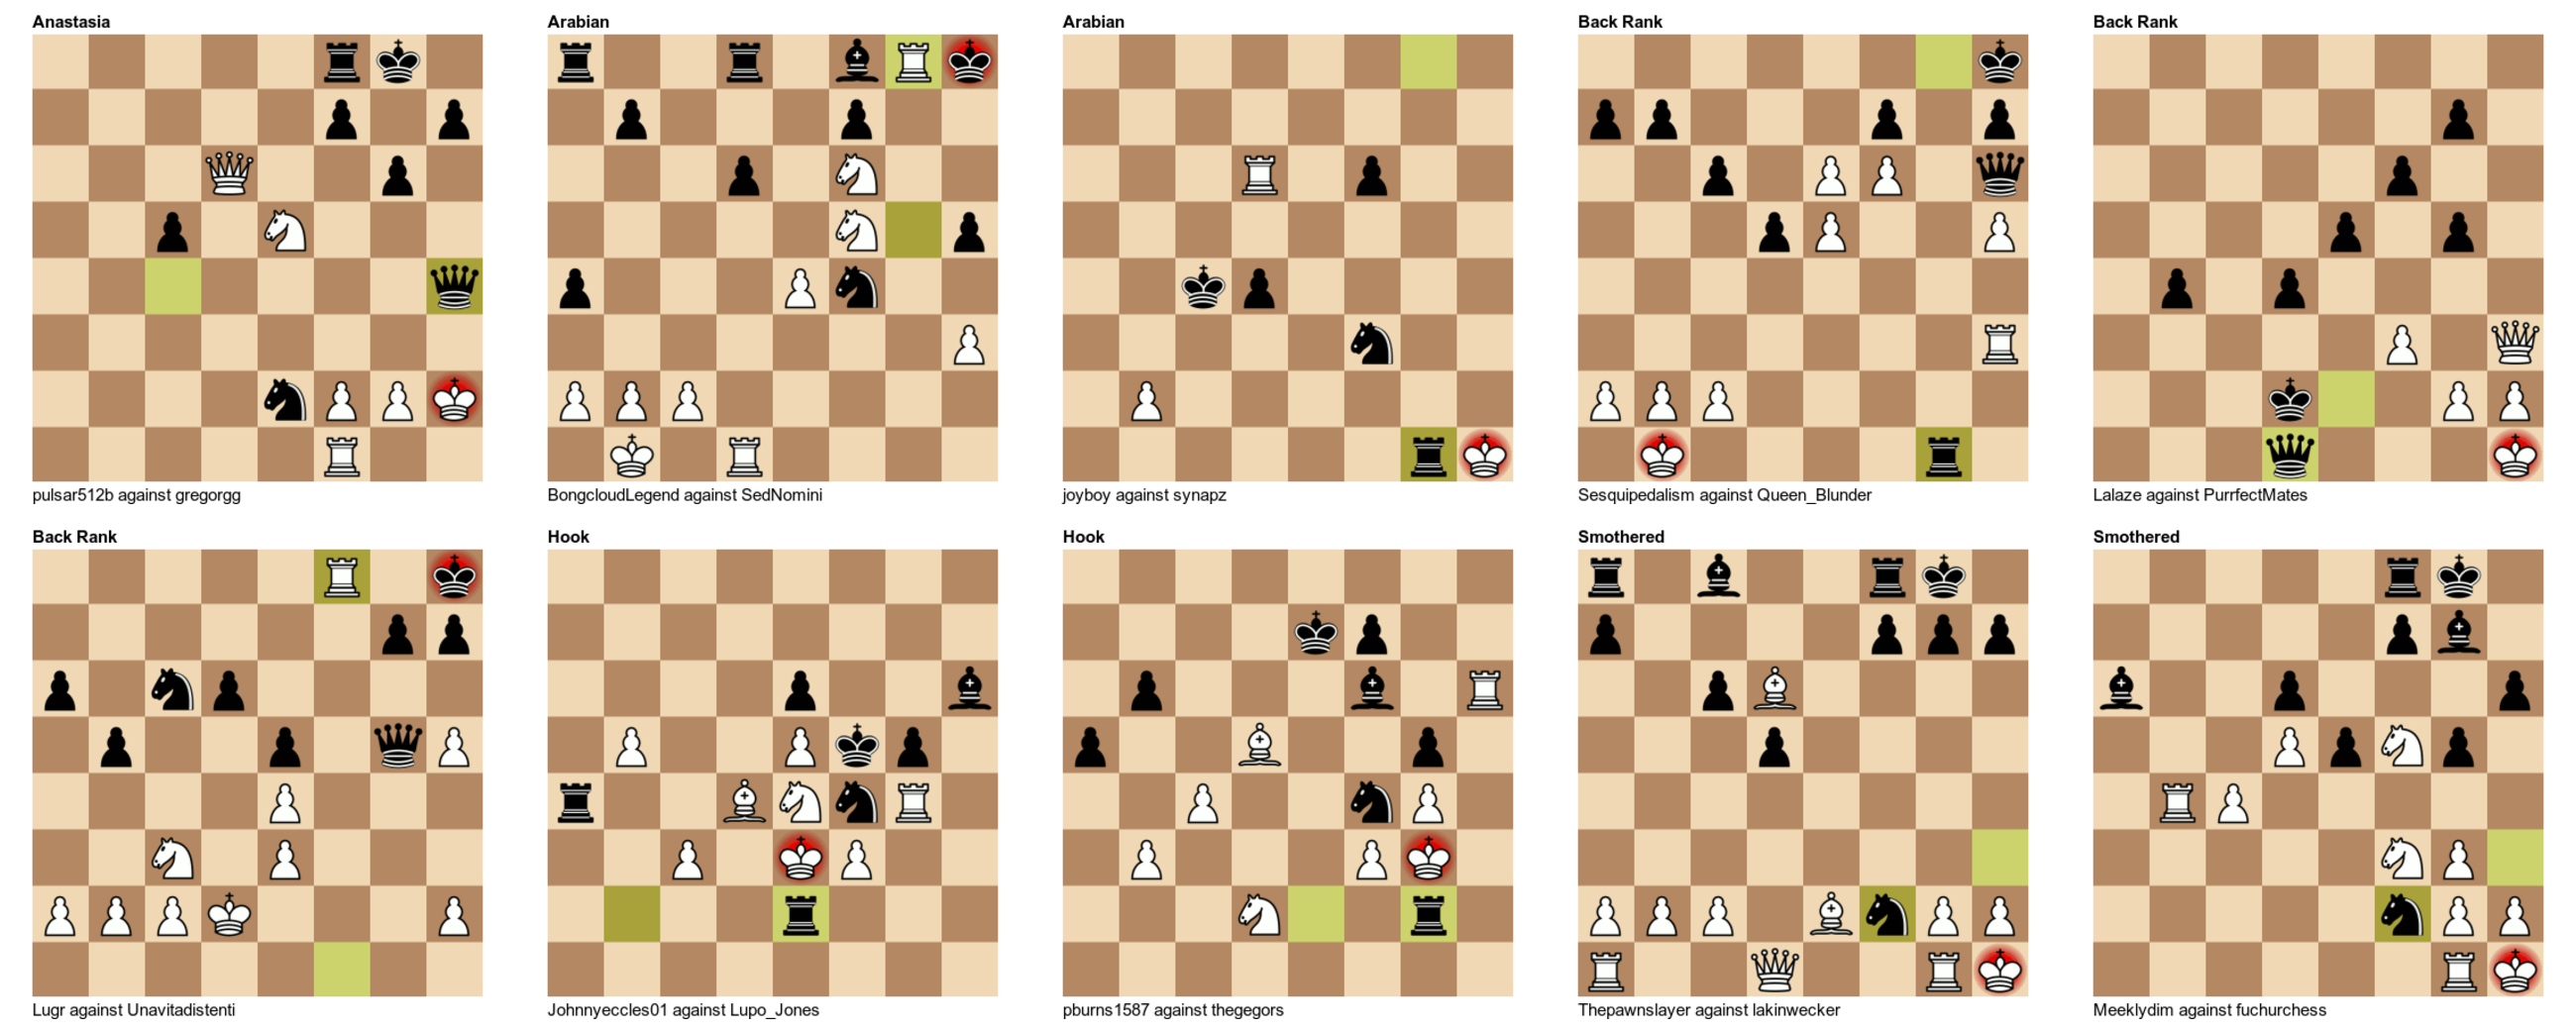 Anastasia
Arabian
Arabian
Back Rank
Back Rank
pulsar512b against gregorgg
BongcloudLegend against SedNomini
joyboy against synapz
Sesquipedalism against Queen_Blunder
Lalaze against PurrfectMates
Back Rank
Hook
Hook
Smothered
Smothered
Lugr against Unavitadistenti
Johnnyeccles01 against Lupo_Jones
pburns1587 against thegegors
Thepawnslayer against lakinwecker
Meeklydim against fuchurchess